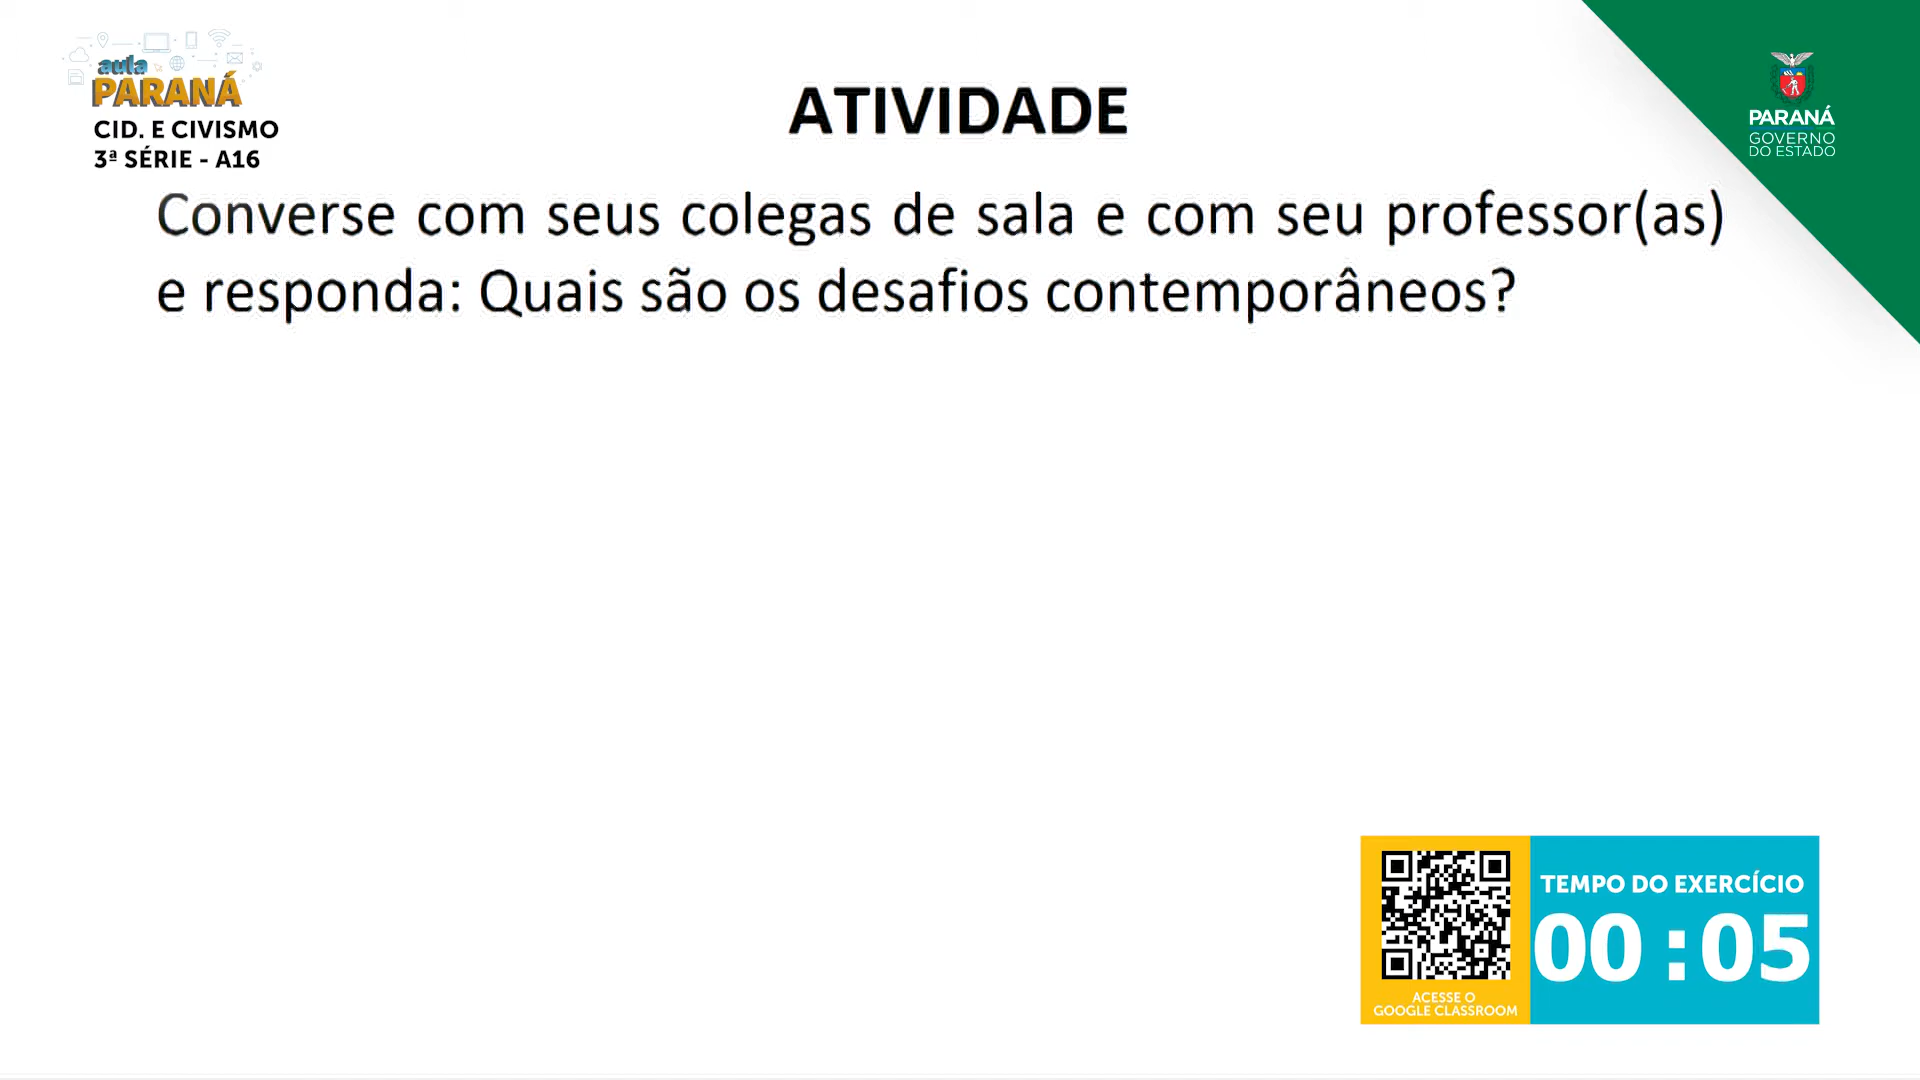 aula
PARANÁ
CID. E CIVISMO
3ª SÉRIE - A16
PARANÁ
GOVERNO
DO ESTADO
ATIVIDADE
Converse com seus colegas de sala e com seu professor(as)
e responda: Quais são os desafios contemporâneos?
ACESSE O
GOOGLE CLASSROOM
TEMPO DO EXERCÍCIO
00 : 05